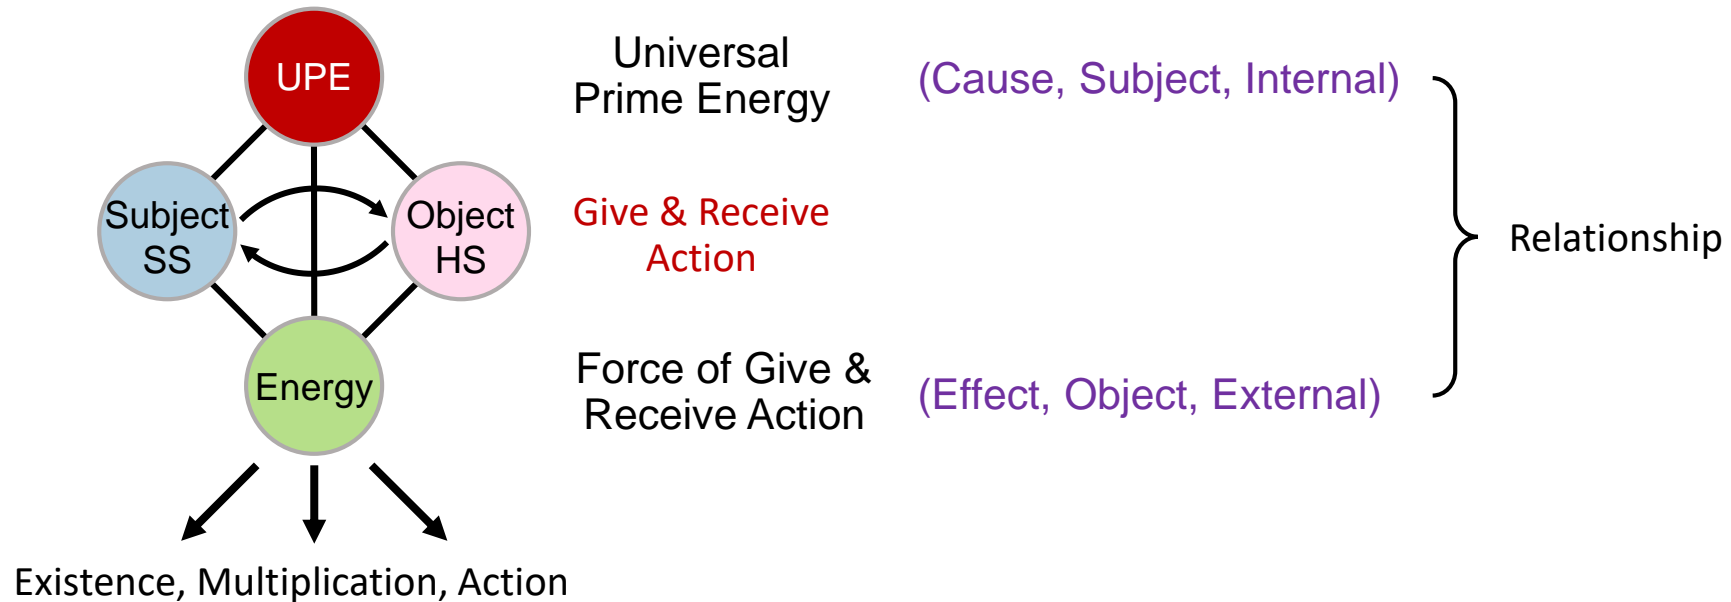 UPE
Universal
Prime Energy
(Cause, Subject, Internal)
Subject
SS
Object
HS
Give & Receive
Action
Relationship
Energy
Force of Give &
Receive Action
(Effect, Object, External)
Existence, Multiplication, Action